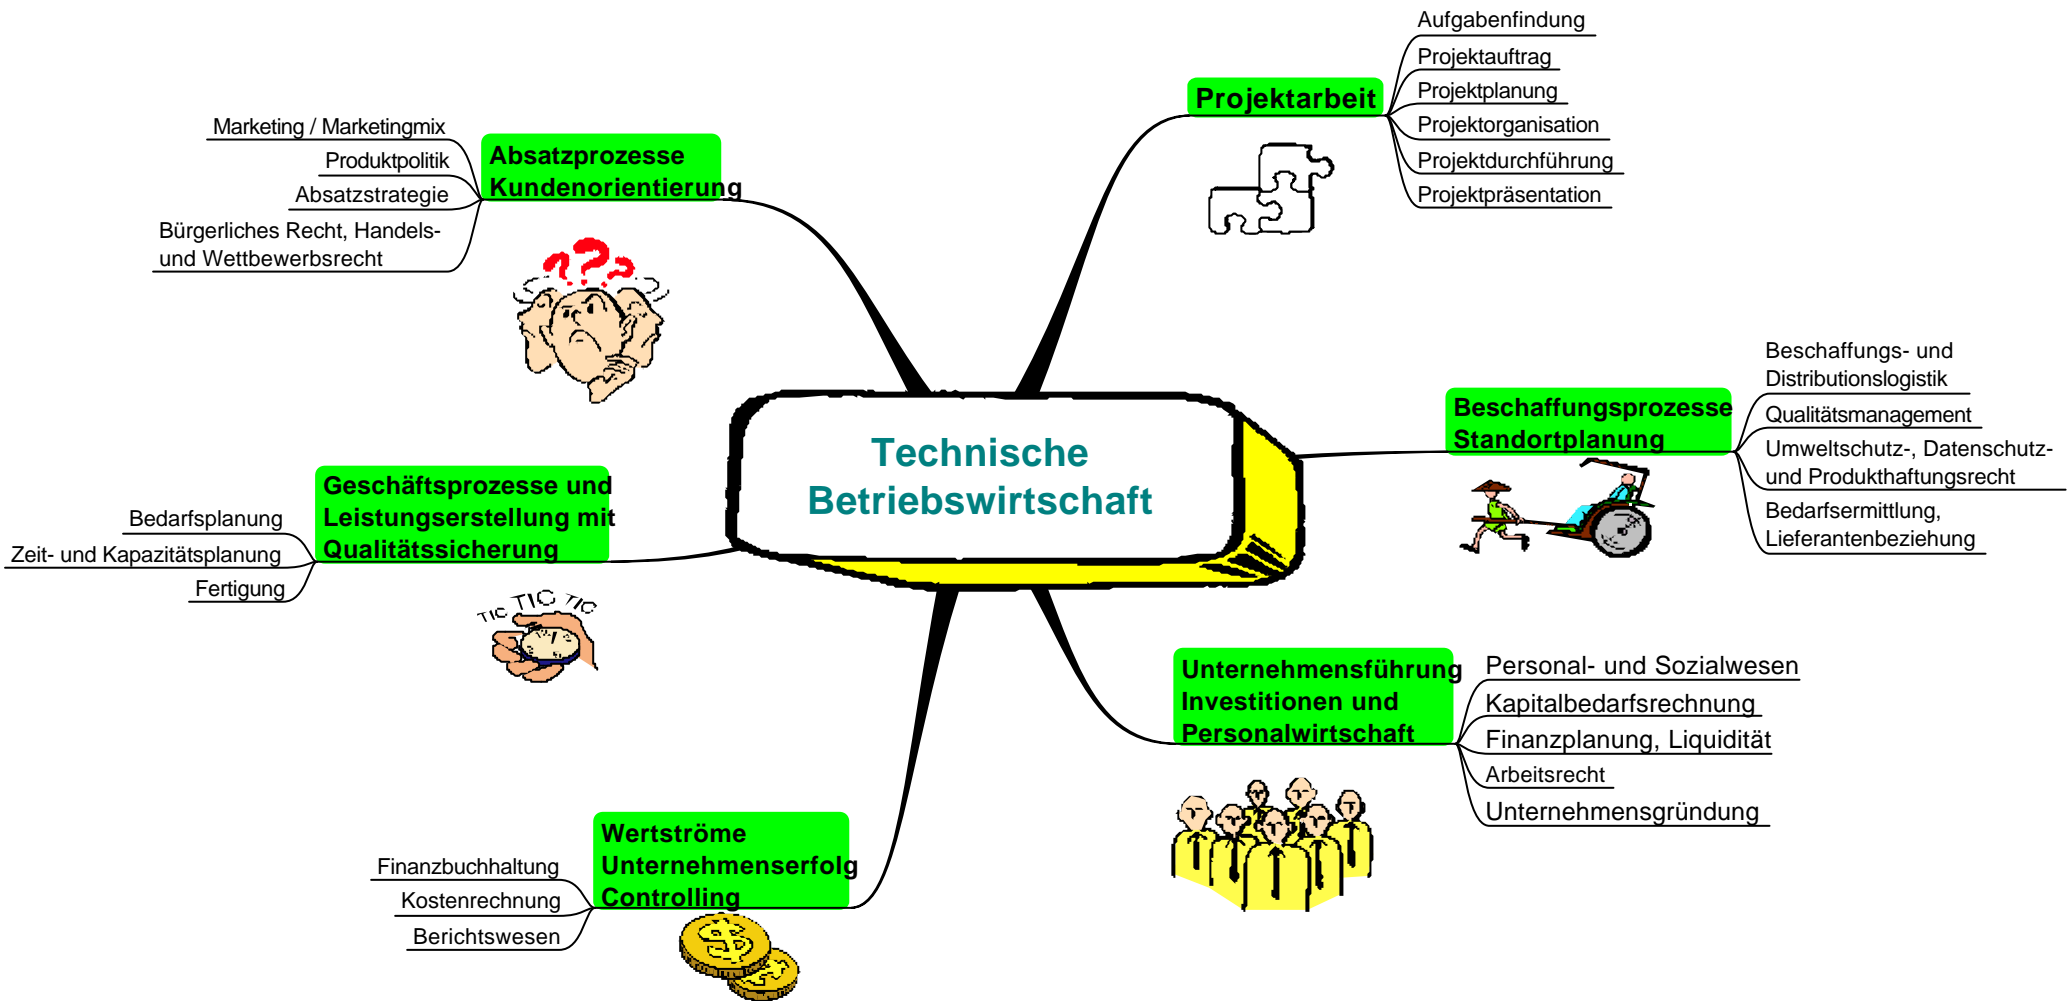 Technische
Betriebswirtschaft
Projektarbeit
Aufgabenfindung
Projektauftrag
Projektplanung
Projektorganisation
Projektdurchführung
Projektpräsentation
Beschaffungsprozesse
Standortplanung
Beschaffungs- und
Distributionslogistik
Qualitätsmanagement
Umweltschutz-, Datenschutz-
und Produkthaftungsrecht
Bedarfsermittlung,
Lieferantenbeziehung
Unternehmensführung
Investitionen und
Personalwirtschaft
Personal- und Sozialwesen
Kapitalbedarfsrechnung
Finanzplanung, Liquidität
Arbeitsrecht
Unternehmensgründung
Wertströme
Unternehmenserfolg
Controlling
Finanzbuchhaltung
Kostenrechnung
Berichtswesen
$
Geschäftsprozesse und
Leistungserstellung mit
Qualitätssicherung
Bedarfsplanung
Zeit- und Kapazitätsplanung
Fertigung
TIC TIC TIC
Absatzprozesse
Kundenorientierung
Marketing / Marketingmix
Produktpolitik
Absatzstrategie
Bürgerliches Recht, Handels-
und Wettbewerbsrecht
???